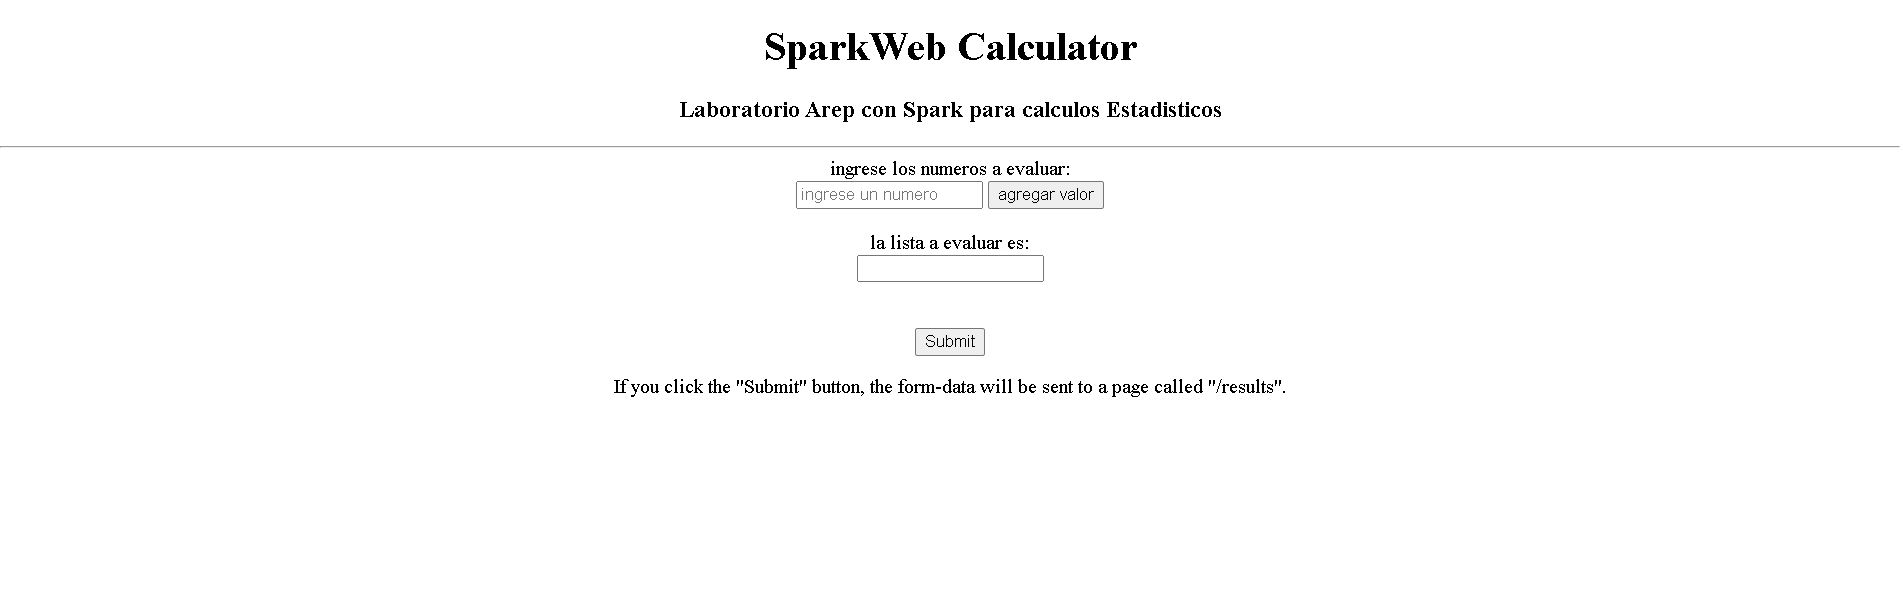 SparkWeb Calculator
Laboratorio Arep con Spark para calculos Estadisticos
ingrese los numeros a evaluar:
ingrese un numero agregar valor
la lista a evaluar es:
Submit
If you click the "Submit" button, the form-data will be sent to a page called "/results".